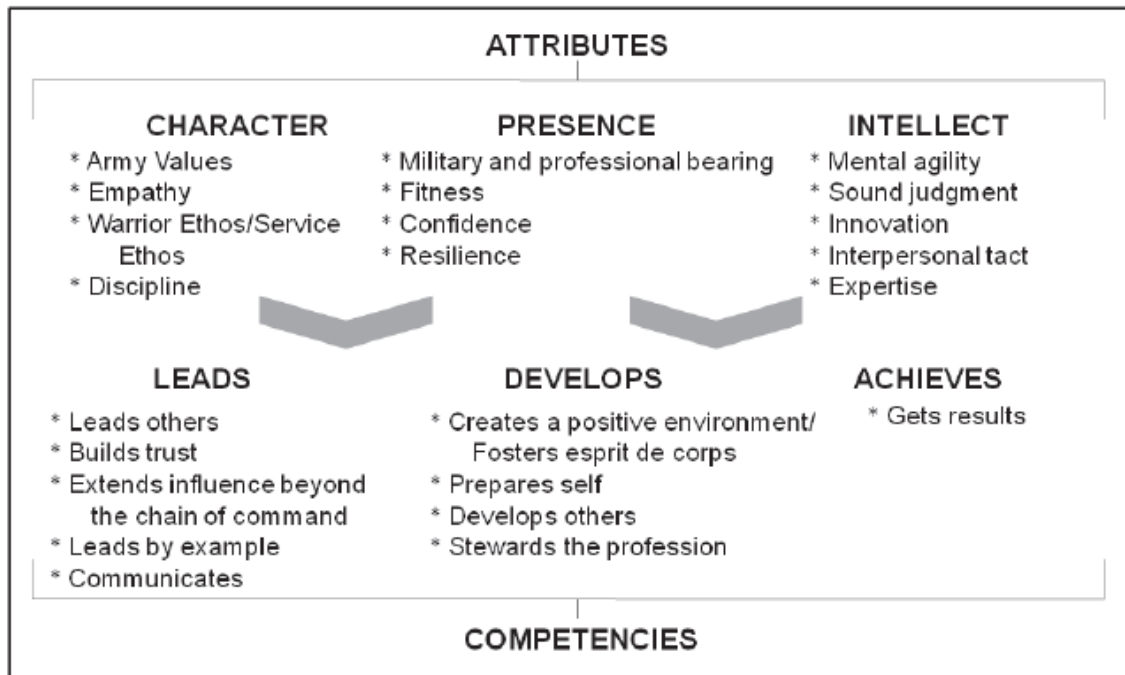 ATTRIBUTES
CHARACTER
* Army Values
* Empathy
* Warrior Ethos/Service
Ethos
* Discipline
PRESENCE
* Military and professional bearing
* Fitness
* Confidence
* Resilience
INTELLECT
* Mental agility
* Sound judgment
* Innovation
* Interpersonal tact
* Expertise
LEADS
* Leads others
* Builds trust
* Extends influence beyond
the chain of command
* Leads by example
* Communicates
DEVELOPS
* Creates a positive environment/
Fosters esprit de corps
* Prepares self
* Develops others
* Stewards the profession
ACHIEVES
* Gets results
COMPETENCIES